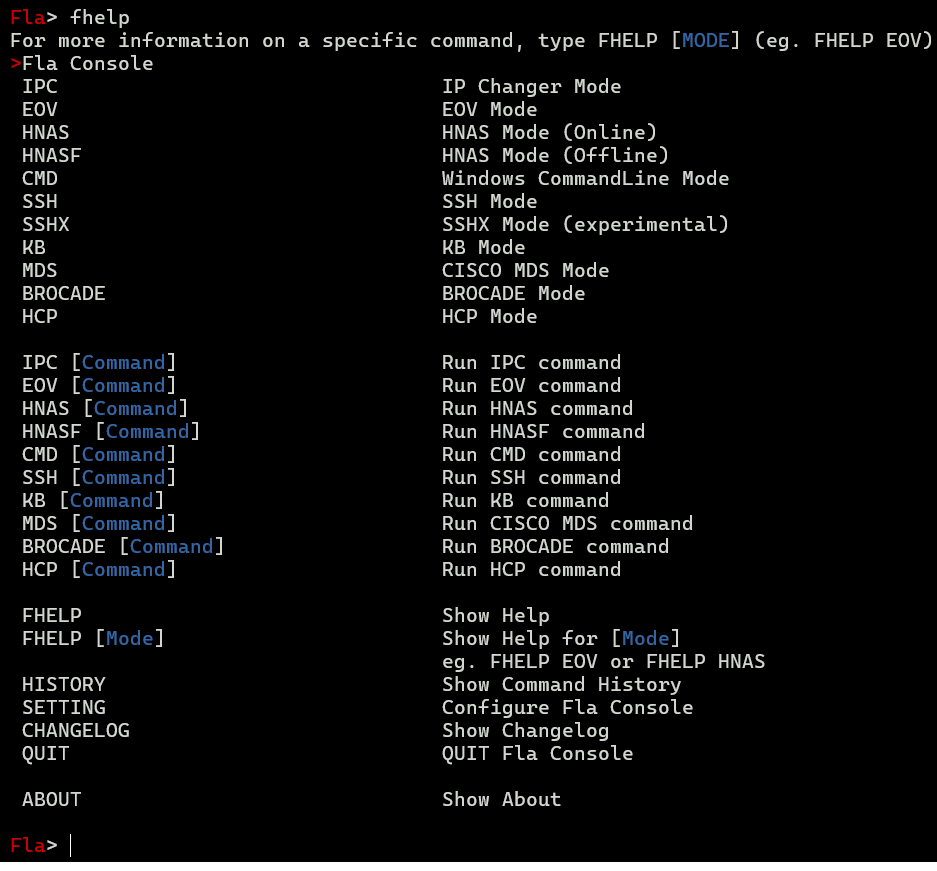 Fla> fhelp
For more information on a specific command, type FHELP [MODE] (eg. FHELP EOV)
>Fla Console
IPC IP Changer Mode
EOV EOV Mode
HNAS HNAS Mode (Online)
HNASF HNAS Mode (Offline)
CMD Windows CommandLine Mode
SSH SSH Mode
SSHX SSHX Mode (experimental)
KB KB Mode
MDS CISCO MDS Mode
BROCADE BROCADE Mode
HCP HCP Mode
IPC [Command] Run IPC command
EOV [Command] Run EOV command
HNAS [Command] Run HNAS command
HNASF [Command] Run HNASF command
CMD [Command] Run CMD command
SSH [Command] Run SSH command
KB [Command] Run KB command
MDS [Command] Run CISCO MDS command
BROCADE [Command] Run BROCADE command
HCP [Command] Run HCP command
FHELP Show Help
FHELP [Mode] Show Help for [Mode]
eg. FHELP EOV or FHELP HNAS
HISTORY Show Command History
SETTING Configure Fla Console
CHANGELOG Show Changelog
QUIT QUIT Fla Console
ABOUT Show About
Fla>